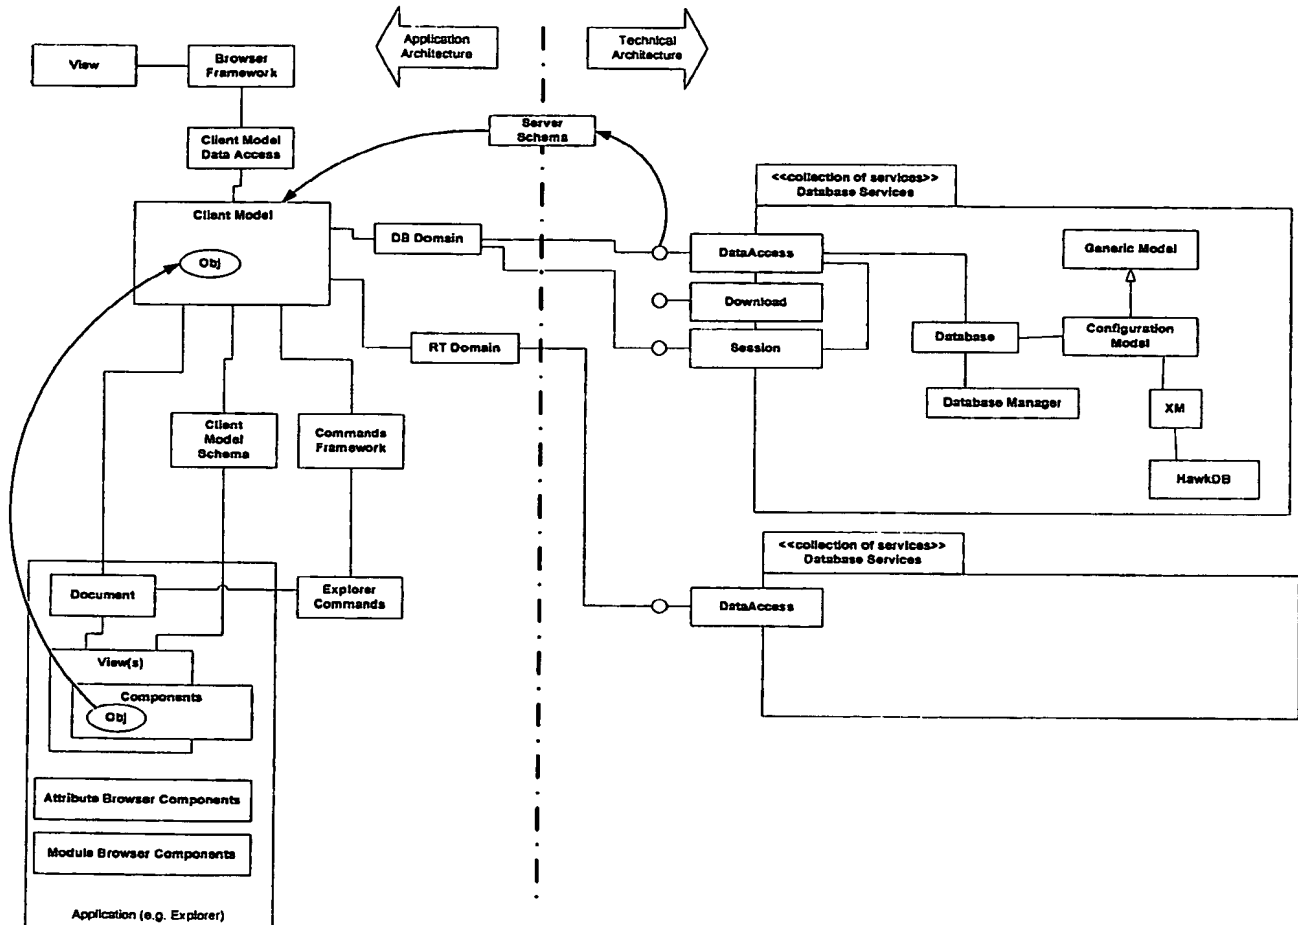 Application
Architecture
Technical
Architecture
View
Browser
Framework
Client Model
Data Access
Server
Schema
<<collection of services>>
Database Services
Client Model
Obj
DB Domain
DataAccess
Generic Model
Download
RT Domain
Session
Database
Configuration
Model
Database Manager
XM
Client
Model
Schema
Commands
Framework
HawkDB
<<collection of services>>
Database Services
Document
Explorer
Commands
DataAccess
View(s)
Components
Obj
Attribute Browser Components
Module Browser Components
Application (e.g. Explorer)